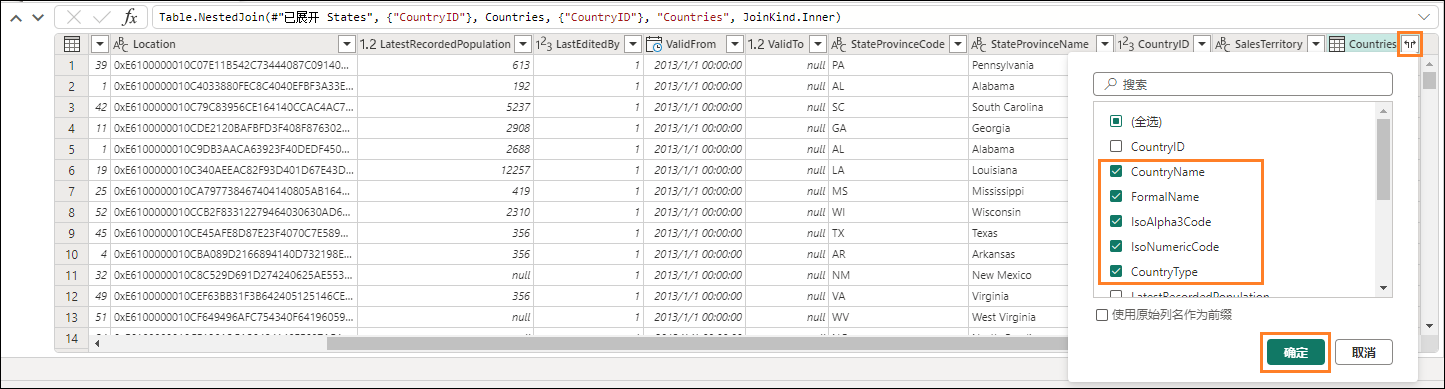 fx Table.NestedJoin(#"已展开 States", {"CountryID"}, Countries, {"CountryID"}, "Countries", JoinKind.Inner)
Location 1.2 LatestRecordedPopulation 1²3 LastEditedBy ValidFrom 1.2 ValidTo StateProvinceCode StateProvinceName 1²3 CountryID SalesTerritory Countries
1 39 0xE6100000010C07E11B542C73444087C09140... 613 1 2013/1/1 00:00:00 null PA Pennsylvania
2 1 0xE6100000010C4033880FEC8C4040EFBF3A33E... 192 1 2013/1/1 00:00:00 null AL Alabama
3 42 0xE6100000010C79C83956CE164140CCAC4AC7... 5237 1 2013/1/1 00:00:00 null SC South Carolina
4 11 0xE6100000010CDE2120BAFBFD3F408F876302... 2908 1 2013/1/1 00:00:00 null GA Georgia
5 1 0xE6100000010C9DB3AACA63923F40DEDF450... 2688 1 2013/1/1 00:00:00 null AL Alabama
6 19 0xE6100000010C340AEEAC82F93D401D67E43D... 12257 1 2013/1/1 00:00:00 null LA Louisiana
7 25 0xE6100000010CA797738467404140805AB164... 419 1 2013/1/1 00:00:00 null MS Mississippi
8 52 0xE6100000010CCB2F83312279464030630AD6... 2310 1 2013/1/1 00:00:00 null WI Wisconsin
9 45 0xE6100000010CE45AFE8D87E23F4070C7E589... 356 1 2013/1/1 00:00:00 null TX Texas
10 4 0xE6100000010CBA089D2166894140D732198E... 356 1 2013/1/1 00:00:00 null AR Arkansas
11 32 0xE6100000010C8C529D691D274240625AE553... null 1 2013/1/1 00:00:00 null NM New Mexico
12 49 0xE6100000010CEF63BB31F3B642405125146CE... 356 1 2013/1/1 00:00:00 null VA Virginia
13 51 0xE6100000010CF649496AFC754340F64196059... null 1 2013/1/1 00:00:00 null WV West Virginia
14
搜索
(全选)
CountryID
CountryName
FormalName
IsoAlpha3Code
IsoNumericCode
CountryType
LatestRecordedPopulation
使用原始列名作为前缀
确定 取消